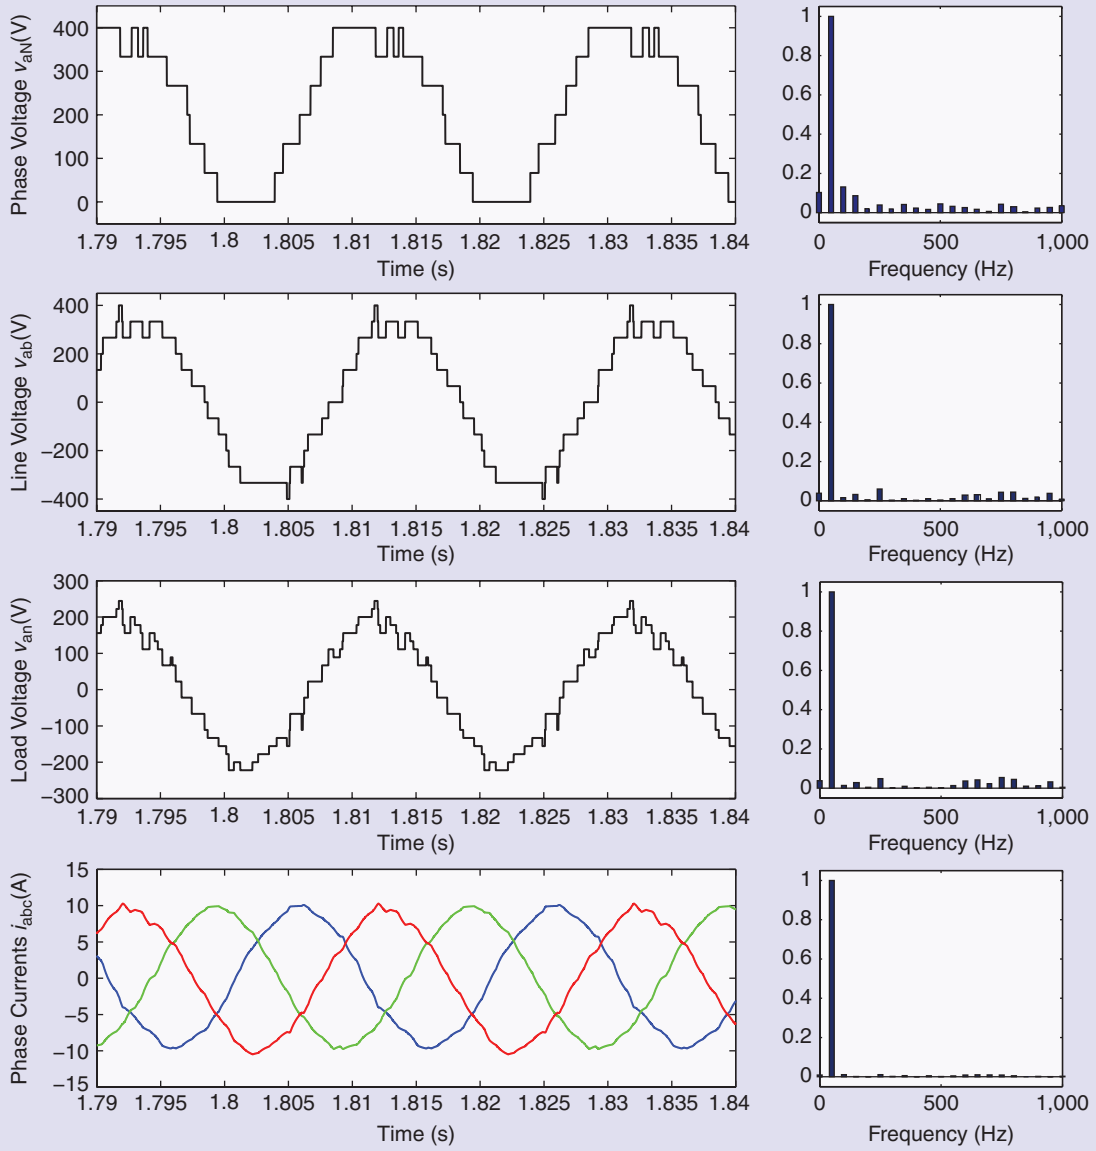 Phase Voltage vaN(V)
400
300
200
100
0
1.79 1.795 1.8 1.805 1.81 1.815 1.82 1.825 1.83 1.835 1.84
Time (s)
1
0.8
0.6
0.4
0.2
0
0 500 1,000
Frequency (Hz)
Line Voltage vab(V)
400
200
0
−200
−400
1.79 1.795 1.8 1.805 1.81 1.815 1.82 1.825 1.83 1.835 1.84
Time (s)
1
0.8
0.6
0.4
0.2
0
0 500 1,000
Frequency (Hz)
Load Voltage van(V)
300
200
100
0
−100
−200
−300
1.79 1.795 1.8 1.805 1.81 1.815 1.82 1.825 1.83 1.835 1.84
Time (s)
1
0.8
0.6
0.4
0.2
0
0 500 1,000
Frequency (Hz)
Phase Currents iabc(A)
15
10
5
0
−5
−10
−15
1.79 1.795 1.8 1.805 1.81 1.815 1.82 1.825 1.83 1.835 1.84
Time (s)
1
0.8
0.6
0.4
0.2
0
0 500 1,000
Frequency (Hz)